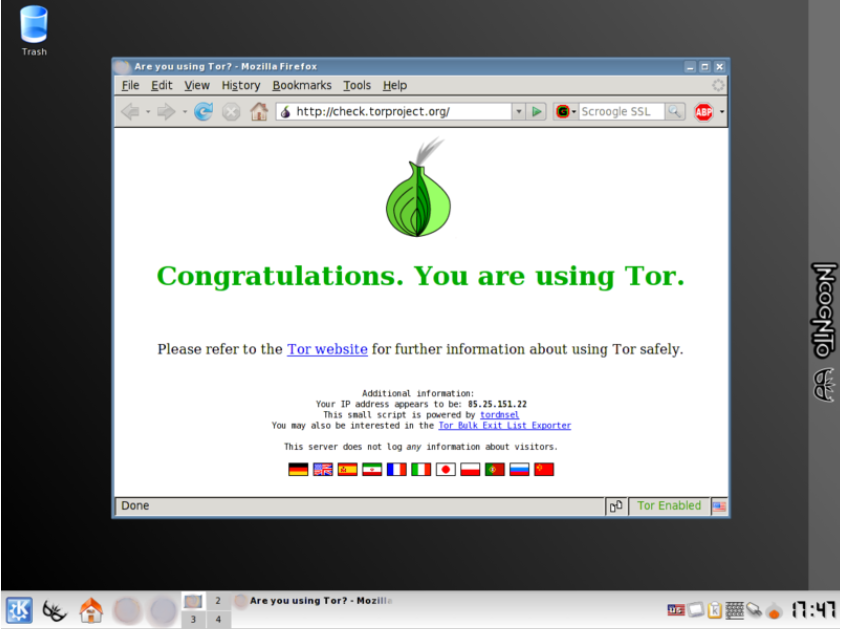 Trash
Are you using Tor? - Mozilla Firefox
File Edit View History Bookmarks Tools Help
http://check.torproject.org/ G Scroogle SSL ABP
Congratulations. You are using Tor.
Please refer to the Tor website for further information about using Tor safely.
Additional information:
Your IP address appears to be: 85.25.151.22
This small script is powered by tordnsel
You may also be interested in the Tor Bulk Exit List Exporter
This server does not log any information about visitors.
Done Tor Enabled
INCOGNITO
2 Are you using Tor? - Mozilla
3 4
US 17:47